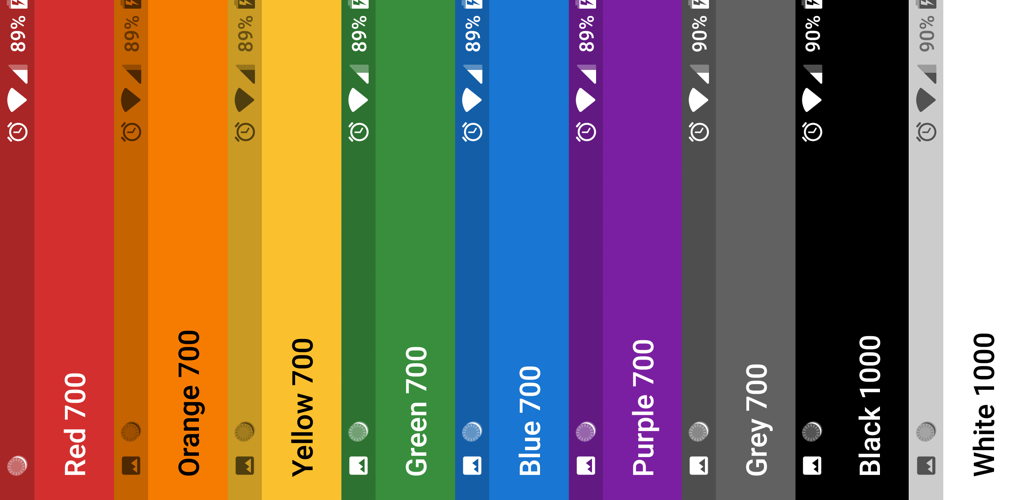 89%
Red 700
89%
Orange 700
89%
Yellow 700
89%
Green 700
89%
Blue 700
89%
Purple 700
90%
Grey 700
90%
Black 1000
90%
White 1000